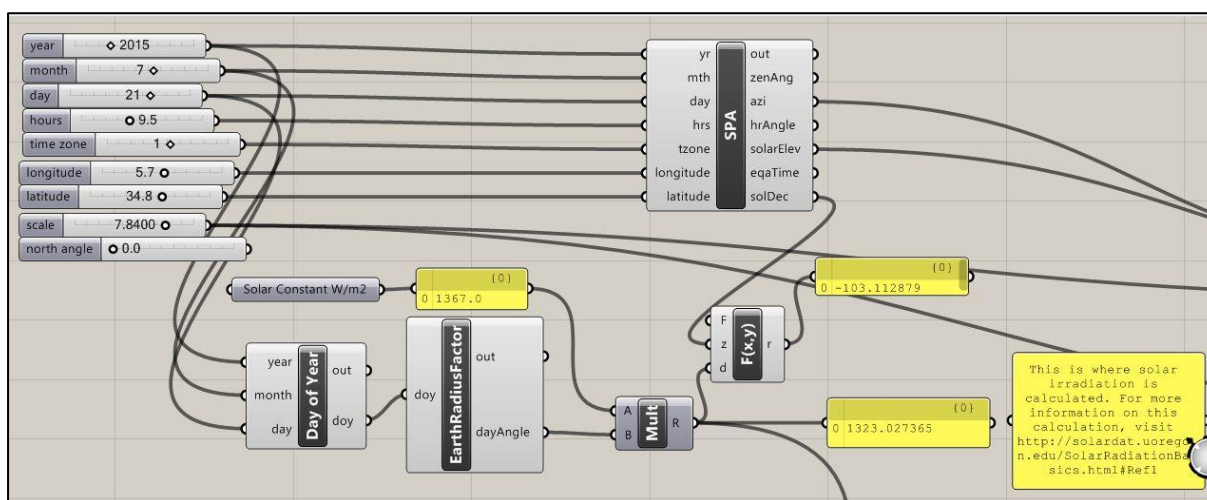 year 2015
month 7
day 21
hours 9.5
time zone 1
longitude 5.7
latitude 34.8
scale 7.8400
north angle 0.0
yr
mth
day
hrs
tzone
longitude
latitude
SPA
out
zenAng
azi
hrAngle
solarElev
eqaTime
solDec
Solar Constant W/m2
{0}
0 1367.0
year
month
day
Day of Year
out
doy
doy
EarthRadiusFactor
out
dayAngle
A
B
Mult
R
F
z
d
F(x,y)
r
{0}
0 -103.112879
{0}
0 1323.027365
This is where solar
irradiation is
calculated. For more
information on this
calculation, visit
http://solardat.uorego
n.edu/SolarRadiationBa
sics.html#Ref1